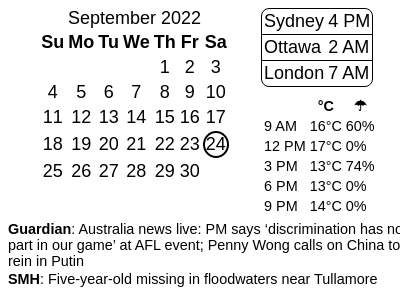 September 2022
Su Mo Tu We Th Fr Sa
1 2 3
4 5 6 7 8 9 10
11 12 13 14 15 16 17
18 19 20 21 22 23 24
25 26 27 28 29 30
Sydney 4 PM
Ottawa 2 AM
London 7 AM
°C ☂
9 AM 16°C 60%
12 PM 17°C 0%
3 PM 13°C 74%
6 PM 13°C 0%
9 PM 14°C 0%
Guardian: Australia news live: PM says ‘discrimination has no
part in our game’ at AFL event; Penny Wong calls on China to
rein in Putin
SMH: Five-year-old missing in floodwaters near Tullamore